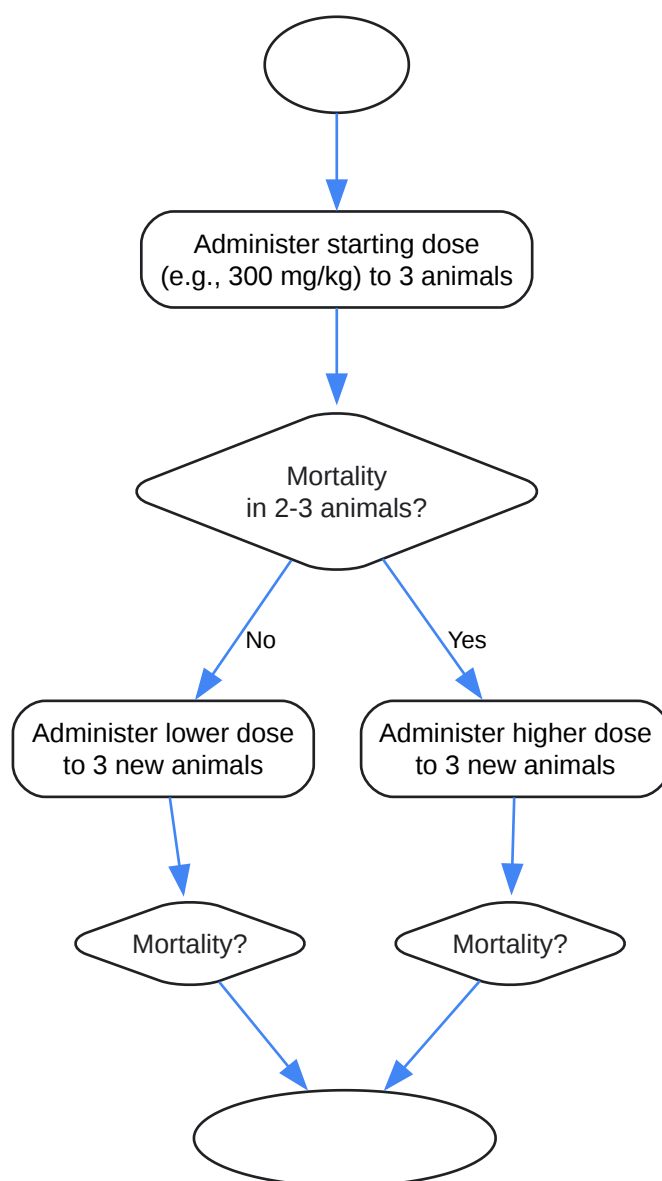 Administer starting dose
(e.g., 300 mg/kg) to 3 animals
Mortality
in 2-3 animals?
No
Yes
Administer lower dose
to 3 new animals
Administer higher dose
to 3 new animals
Mortality?
Mortality?